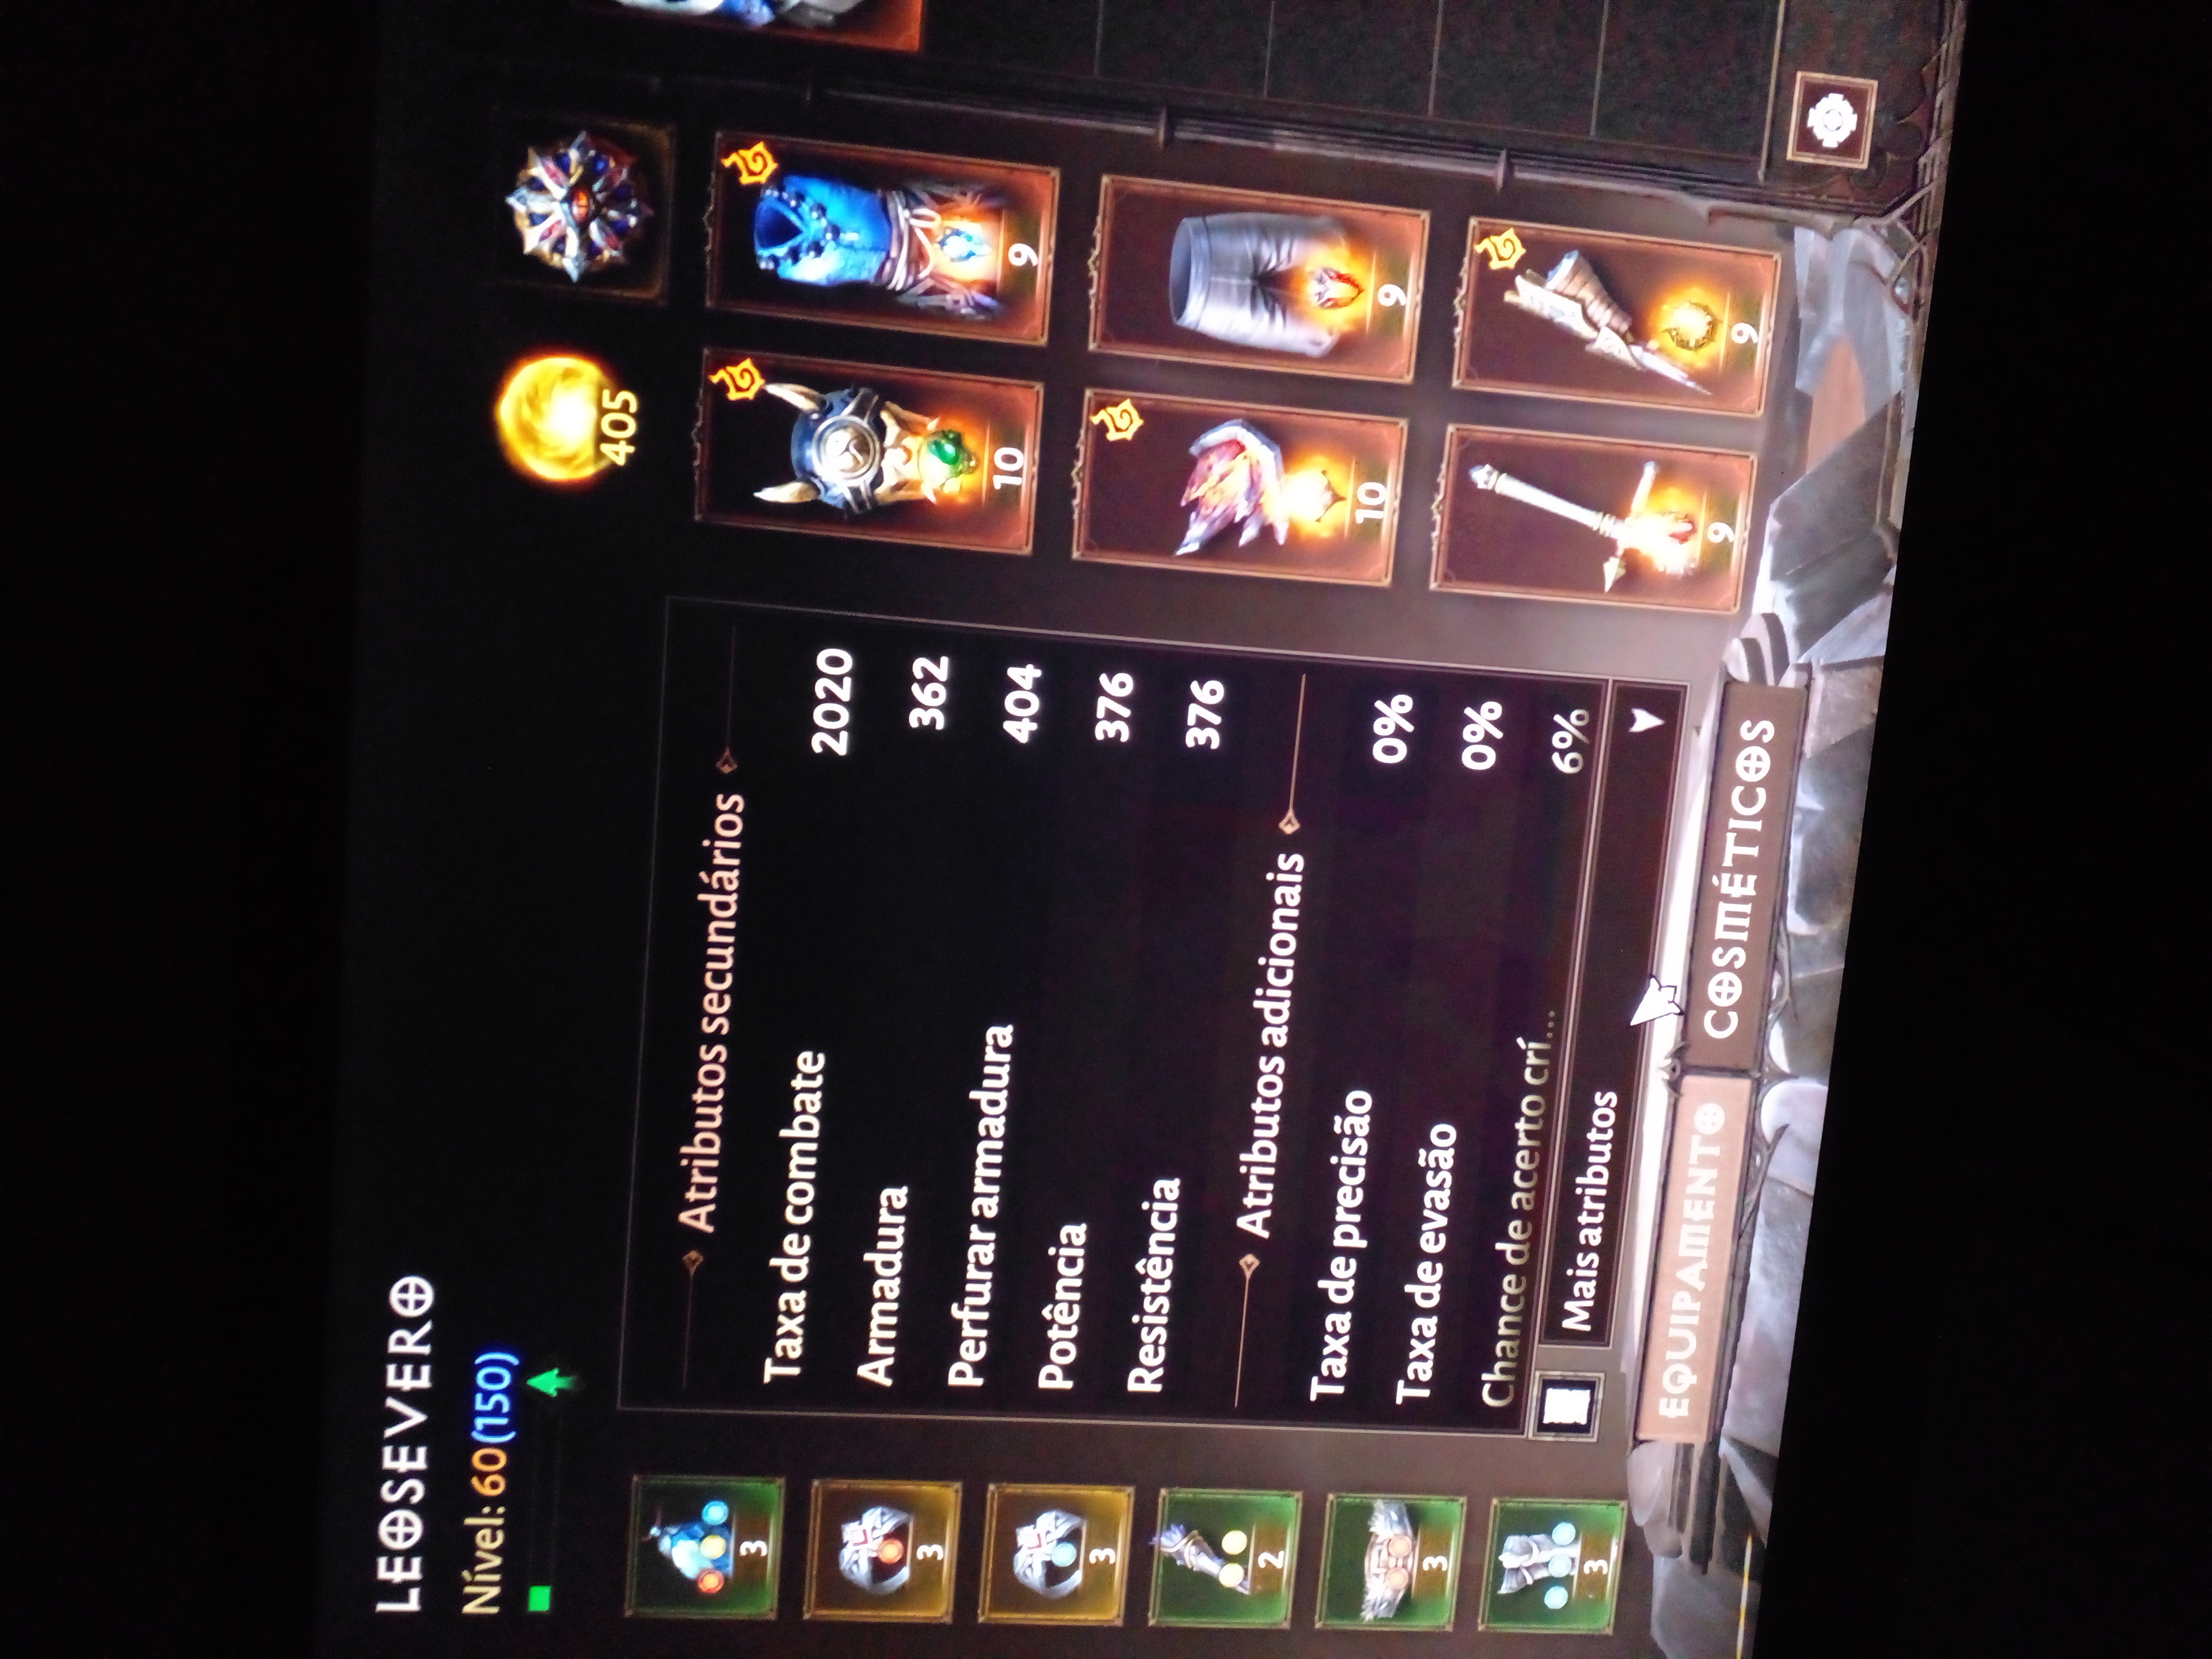 LEOSEVERO
Nível: 60(150)
405
3
3
3
2
3
3
Atributos secundários
Taxa de combate 2020
Armadura 362
Perfurar armadura 404
Potência 376
Resistência 376
Atributos adicionais
Taxa de precisão 0%
Taxa de evasão 0%
Chance de acerto crí... 6%
Mais atributos
EQUIPAMENTO
COSMÉTICOS
10
9
10
9
9
9